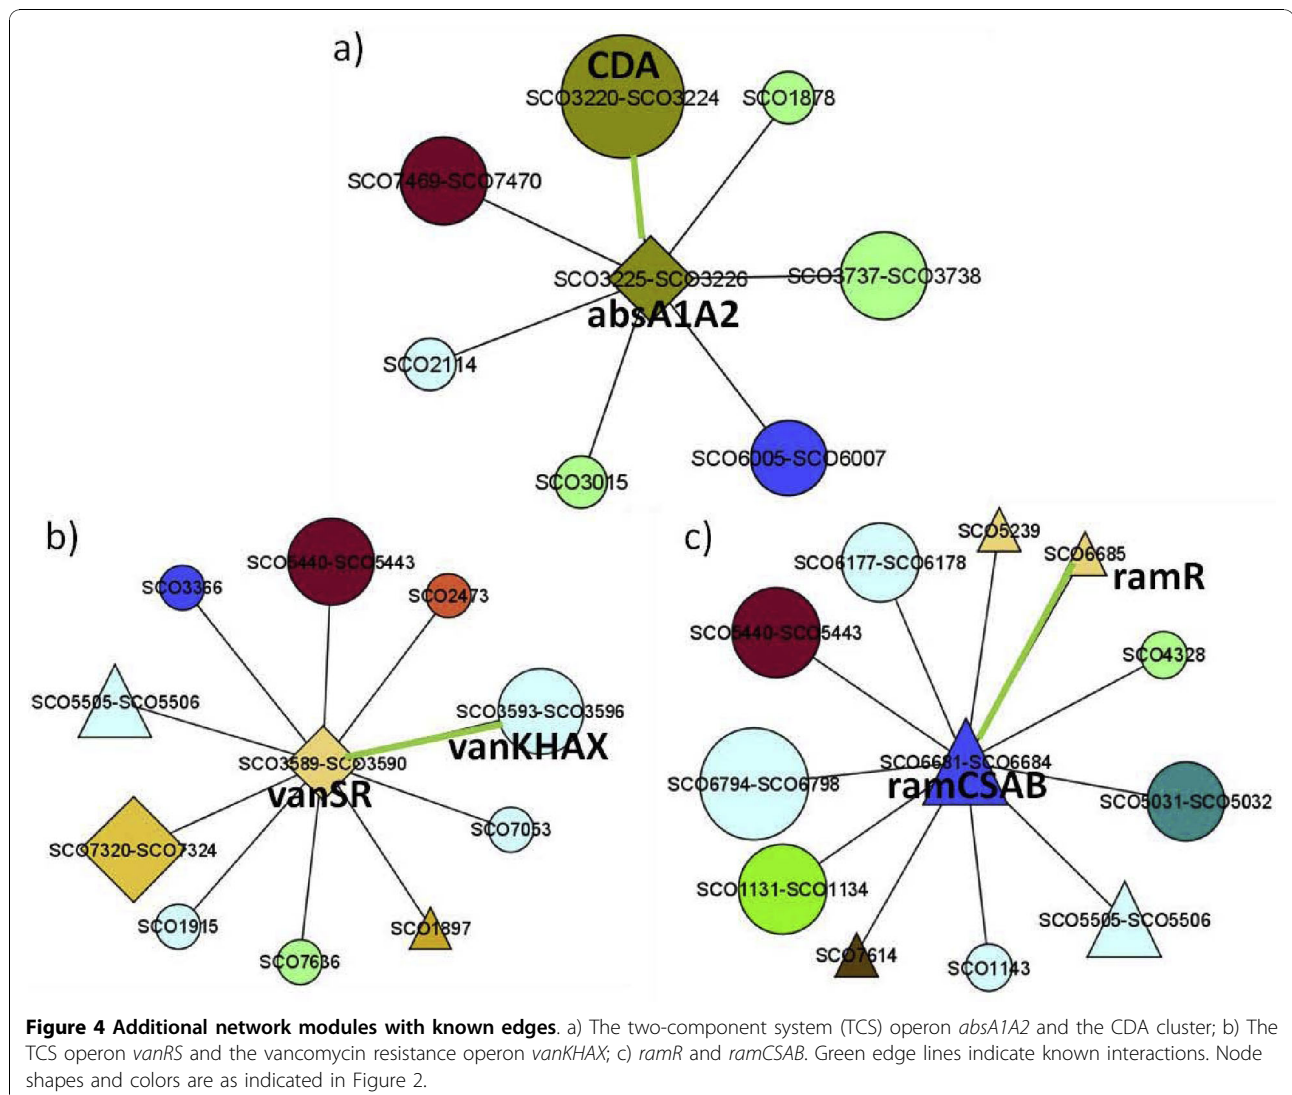 a)
CDA
SCO3220-SCO3224
SCO1878
SCO7469-SCO7470
SCO3225-SCO3226
SCO3737-SCO3738
absA1A2
SCO2114
SCO6005-SCO6007
SCO3015
b)
SCO5440-SCO5443
SCO3366
SCO2473
SCO5505-SCO5506
SCO3593-SCO3596
vanKHAX
SCO3589-SCO3590
vanSR
SCO7053
SCO7320-SCO7324
SCO1915
SCO1897
SCO7636
c)
SCO5239
SCO6685
SCO6177-SCO6178
ramR
SCO5440-SCO5443
SCO4328
SCO6681-SCO6684
SCO6794-SCO6798
ramCSAB
SCO5031-SCO5032
SCO1131-SCO1134
SCO5505-SCO5506
SCO7614
SCO1143
Figure 4 Additional network modules with known edges. a) The two-component system (TCS) operon absA1A2 and the CDA cluster; b) The
TCS operon vanRS and the vancomycin resistance operon vanKHAX; c) ramR and ramCSAB. Green edge lines indicate known interactions. Node
shapes and colors are as indicated in Figure 2.